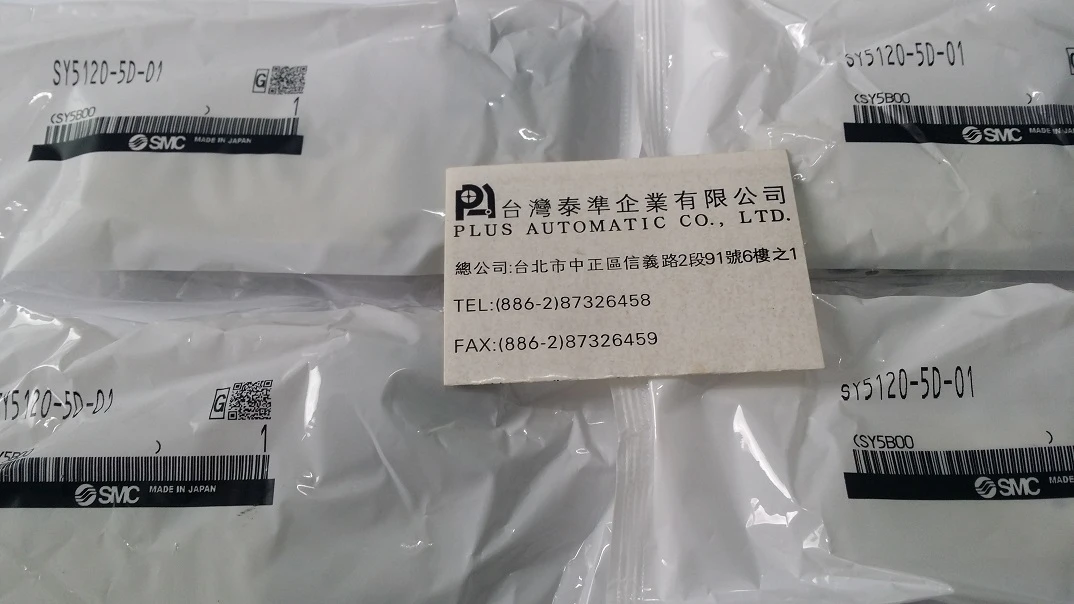 SY5120-5D-01
G
(SY5B00 )
1
SMC MADE IN JAPAN
SY5120-5D-01
(SY5B00 )
SMC MADE IN JAPAN
台灣泰準企業有限公司
PLUS AUTOMATIC CO., LTD.
總公司:台北市中正區信義路2段91號6樓之1
TEL:(886-2)87326458
FAX:(886-2)87326459
Y5120-5D-01
G
)
1
SMC MADE IN JAPAN
SY5120-5D-01
(SY5B00 )
SMC MADE